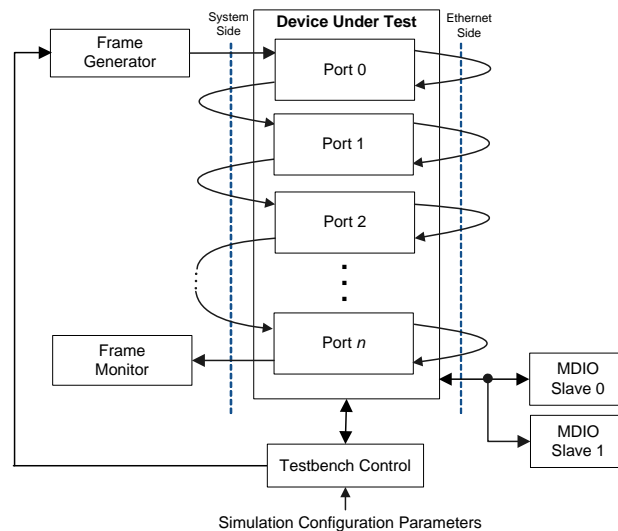 System
Side
Device Under Test
Ethernet
Side
Frame
Generator
Port 0
Port 1
Port 2
Port n
Frame
Monitor
MDIO
Slave 0
MDIO
Slave 1
Testbench Control
Simulation Configuration Parameters